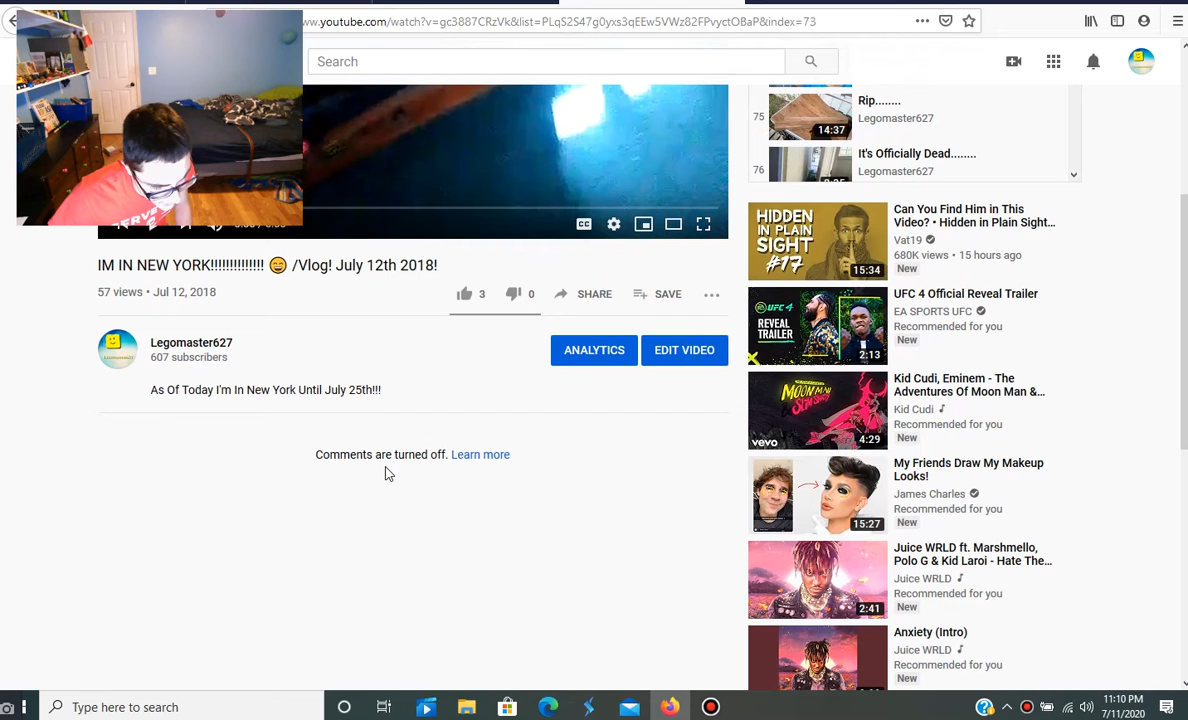 ww.youtube.com/watch?v=gc3887CRzVk&list=PLqS2S47g0yxs3qEEw5VWz82FPvyctOBaP&index=73
Search
75
Rip........
Legomaster627
14:37
76
It's Officially Dead........
Legomaster627
IM IN NEW YORK!!!!!!!!!!!!!! 😄 /Vlog! July 12th 2018!
57 views • Jul 12, 2018
3
0
SHARE
SAVE
Legomaster627
607 subscribers
ANALYTICS
EDIT VIDEO
As Of Today I'm In New York Until July 25th!!!
Comments are turned off. Learn more
HIDDEN
IN PLAIN
SIGHT
#17
15:34
Can You Find Him in This
Video? • Hidden in Plain Sight...
Vat19
680K views • 15 hours ago
New
UFC 4
REVEAL
TRAILER
2:13
UFC 4 Official Reveal Trailer
EA SPORTS UFC
Recommended for you
New
vevo
4:29
Kid Cudi, Eminem - The
Adventures Of Moon Man &...
Kid Cudi
Recommended for you
New
15:27
My Friends Draw My Makeup
Looks!
James Charles
Recommended for you
New
2:41
Juice WRLD ft. Marshmello,
Polo G & Kid Laroi - Hate The...
Juice WRLD
Recommended for you
New
Anxiety (Intro)
Juice WRLD
Recommended for you
New
Type here to search
11:10 PM
7/11/2020